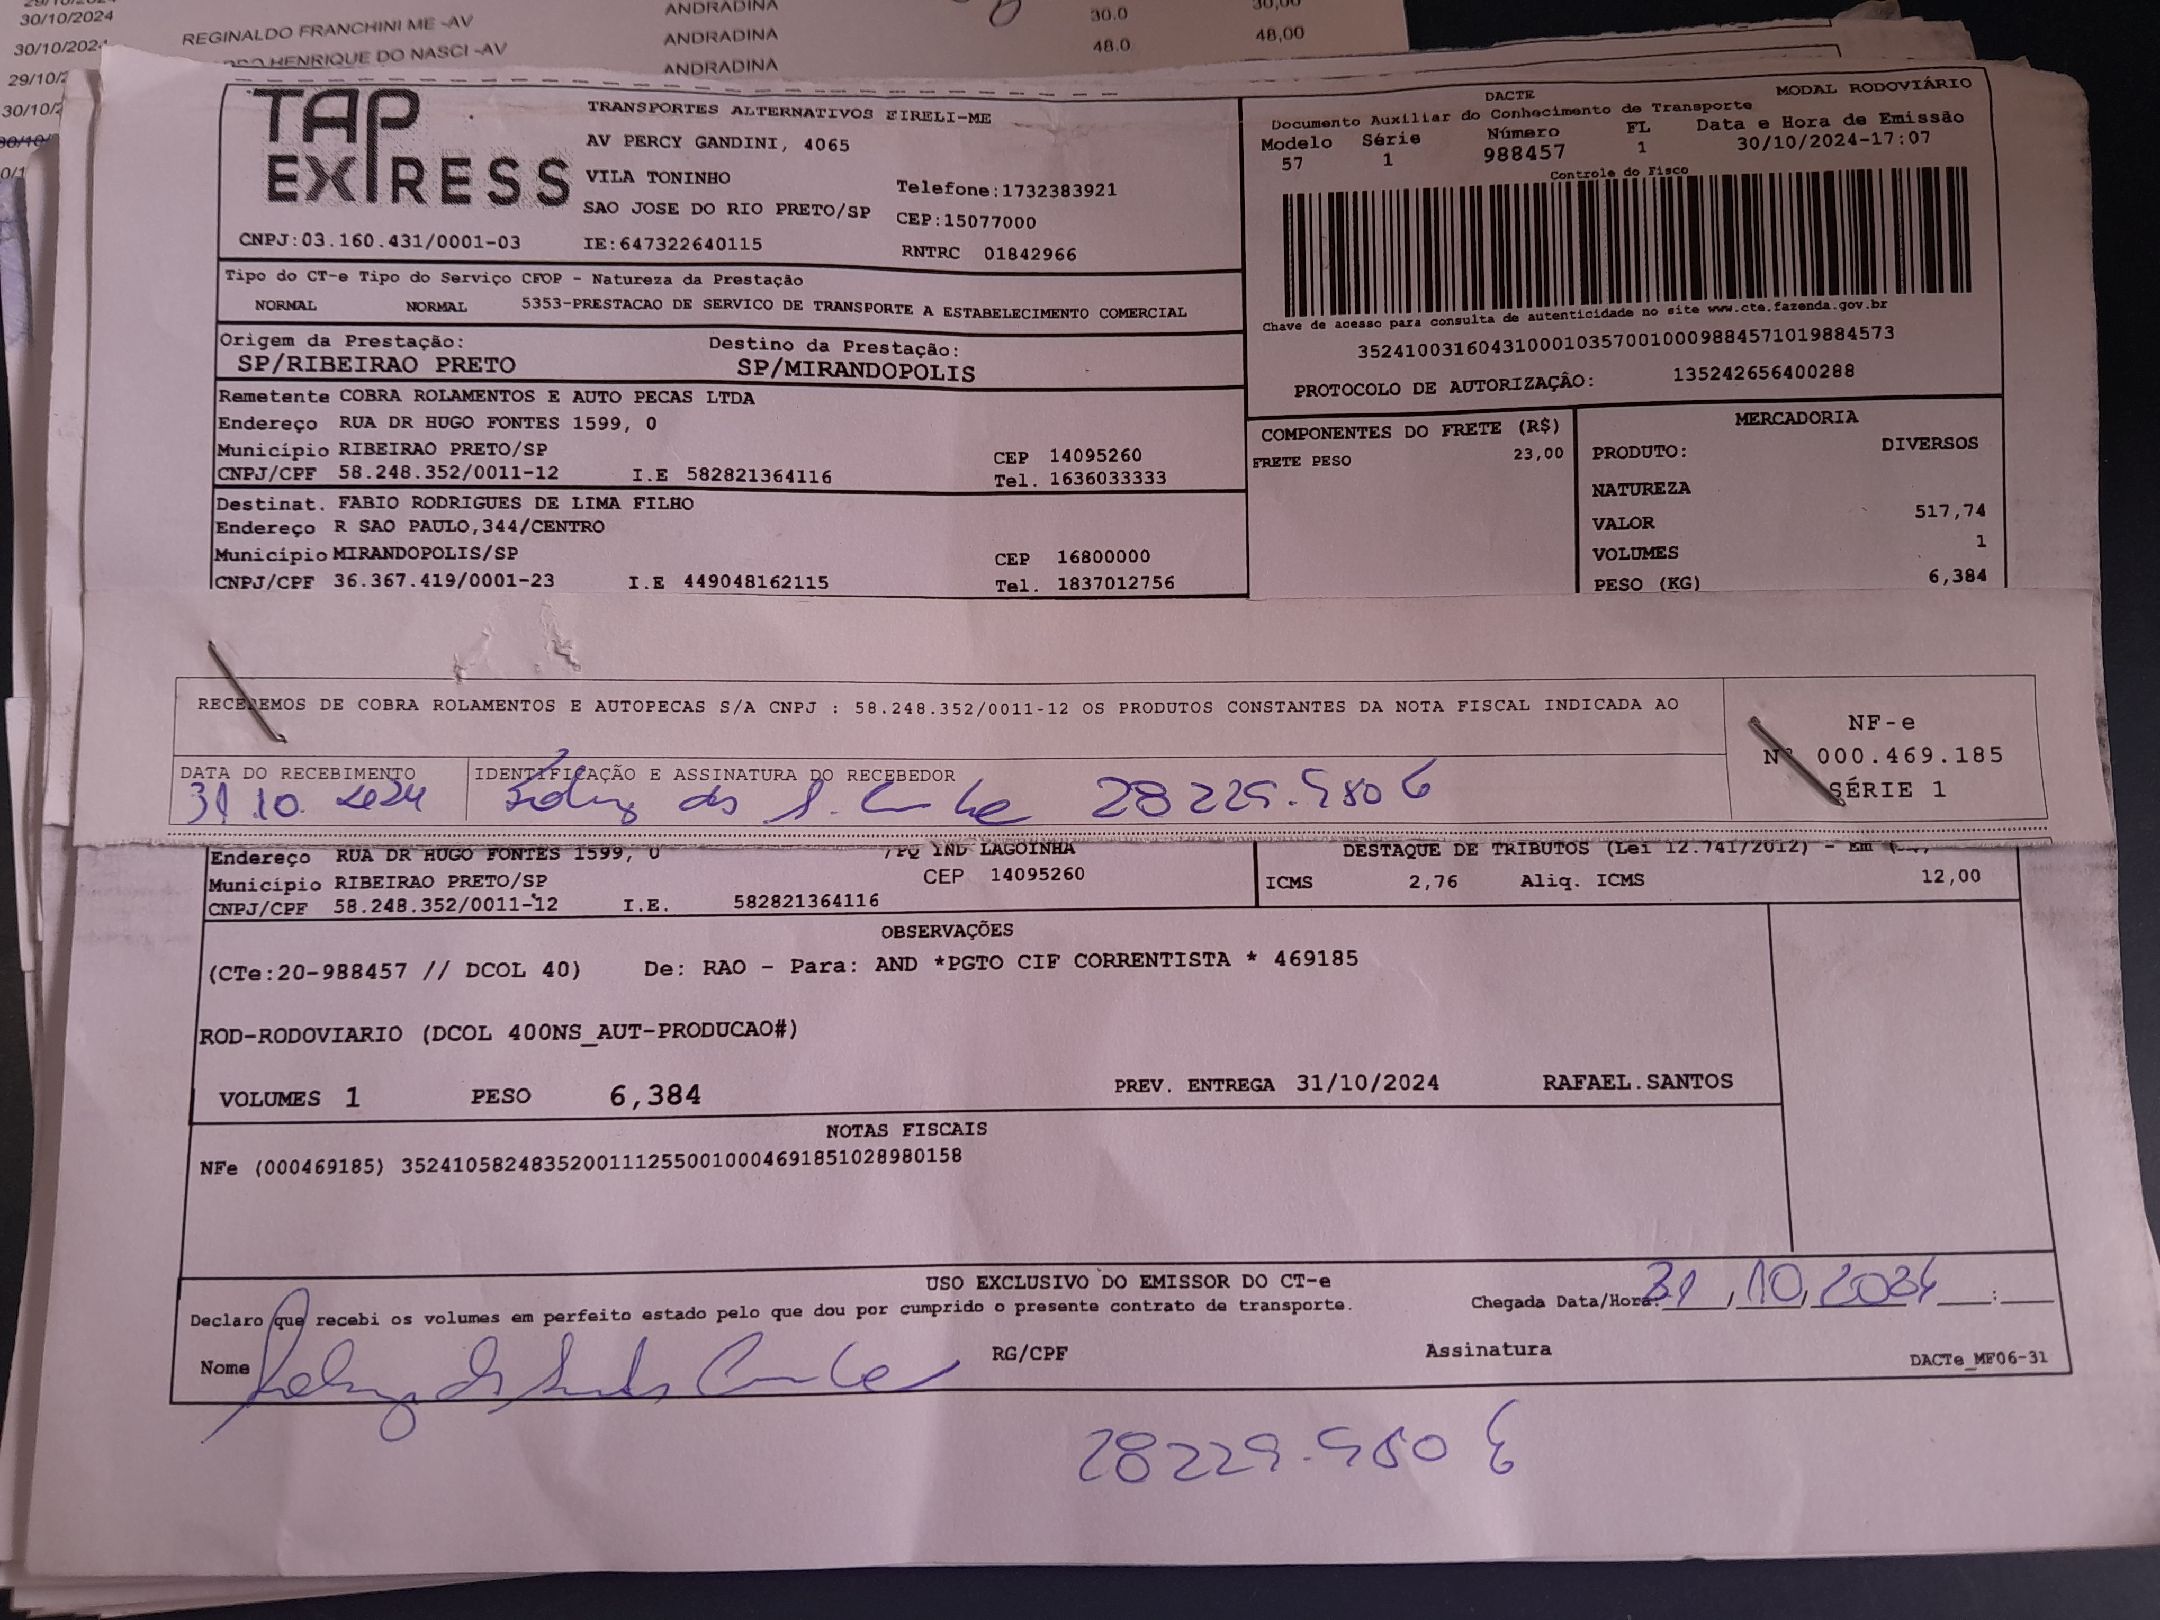 30/10/2024
30/10/2024 REGINALDO FRANCHINI ME -AV ANDRADINA 30.0 30,00
HENRIQUE DO NASCI -AV ANDRADINA 48.0 48,00
ANDRADINA
TAP EXPRESS
TRANSPORTES ALTERNATIVOS EIRELI-ME
AV PERCY GANDINI, 4065
VILA TONINHO Telefone:1732383921
SAO JOSE DO RIO PRETO/SP CEP:15077000
CNPJ:03.160.431/0001-03 IE:647322640115 RNTRC 01842966
DACTE MODAL RODOVIÁRIO
Documento Auxiliar do Conhecimento de Transporte
Modelo Série Número FL Data e Hora de Emissão
57 1 988457 1 30/10/2024-17:07
Controle do Fisco
Chave de acesso para consulta de autenticidade no site www.cte.fazenda.gov.br
35241003160431000103570010009884571019884573
PROTOCOLO DE AUTORIZAÇÃO: 135242656400288
Tipo do CT-e Tipo do Serviço CFOP - Natureza da Prestação
NORMAL NORMAL 5353-PRESTACAO DE SERVICO DE TRANSPORTE A ESTABELECIMENTO COMERCIAL
Origem da Prestação: Destino da Prestação:
SP/RIBEIRAO PRETO SP/MIRANDOPOLIS
Remetente COBRA ROLAMENTOS E AUTO PECAS LTDA
Endereço RUA DR HUGO FONTES 1599, 0
Município RIBEIRAO PRETO/SP CEP 14095260
CNPJ/CPF 58.248.352/0011-12 I.E 582821364116 Tel. 1636033333
Destinat. FABIO RODRIGUES DE LIMA FILHO
Endereço R SAO PAULO,344/CENTRO
Município MIRANDOPOLIS/SP CEP 16800000
CNPJ/CPF 36.367.419/0001-23 I.E 449048162115 Tel. 1837012756
COMPONENTES DO FRETE (R$)
FRETE PESO 23,00
MERCADORIA
PRODUTO: DIVERSOS
NATUREZA
VALOR 517,74
VOLUMES 1
PESO (KG) 6,384
RECEBEMOS DE COBRA ROLAMENTOS E AUTOPECAS S/A CNPJ : 58.248.352/0011-12 OS PRODUTOS CONSTANTES DA NOTA FISCAL INDICADA AO
NF-e
Nº 000.469.185
SÉRIE 1
DATA DO RECEBIMENTO IDENTIFICAÇÃO E ASSINATURA DO RECEBEDOR
31.10.2024 28229.980 6
Endereço RUA DR HUGO FONTES 1599, 0 /PQ IND LAGOINHA
Município RIBEIRAO PRETO/SP CEP 14095260
CNPJ/CPF 58.248.352/0011-12 I.E. 582821364116
DESTAQUE DE TRIBUTOS (Lei 12.741/2012) - Em
ICMS 2,76 Aliq. ICMS 12,00
OBSERVAÇÕES
(CTe:20-988457 // DCOL 40) De: RAO - Para: AND *PGTO CIF CORRENTISTA * 469185
ROD-RODOVIARIO (DCOL 400NS_AUT-PRODUCAO#)
VOLUMES 1 PESO 6,384 PREV. ENTREGA 31/10/2024 RAFAEL.SANTOS
NOTAS FISCAIS
NFe (000469185) 35241058248352001112550010004691851028980158
USO EXCLUSIVO DO EMISSOR DO CT-e
Declaro que recebi os volumes em perfeito estado pelo que dou por cumprido o presente contrato de transporte. Chegada Data/Hora: 31,10,2024 :
Nome RG/CPF Assinatura DACTe_MF06-31
28229.980 6